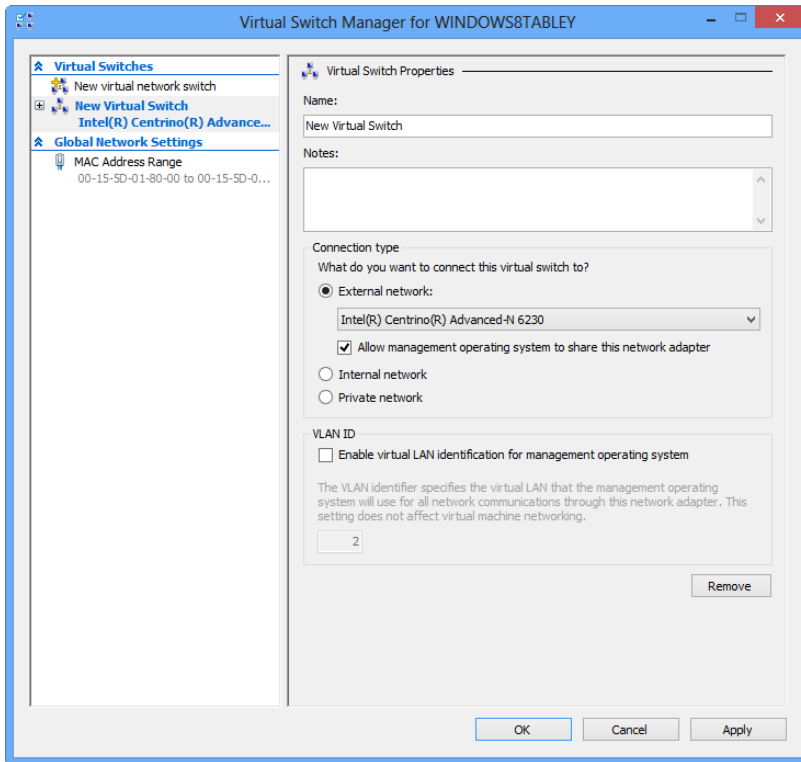 Virtual Switch Manager for WINDOWS8TABLEY
Virtual Switches
New virtual network switch
New Virtual Switch
Intel(R) Centrino(R) Advance...
Global Network Settings
MAC Address Range
00-15-5D-01-80-00 to 00-15-5D-0...
Virtual Switch Properties
Name:
New Virtual Switch
Notes:
Connection type
What do you want to connect this virtual switch to?
External network:
Intel(R) Centrino(R) Advanced-N 6230
Allow management operating system to share this network adapter
Internal network
Private network
VLAN ID
Enable virtual LAN identification for management operating system
The VLAN identifier specifies the virtual LAN that the management operating
system will use for all network communications through this network adapter. This
setting does not affect virtual machine networking.
2
Remove
OK
Cancel
Apply